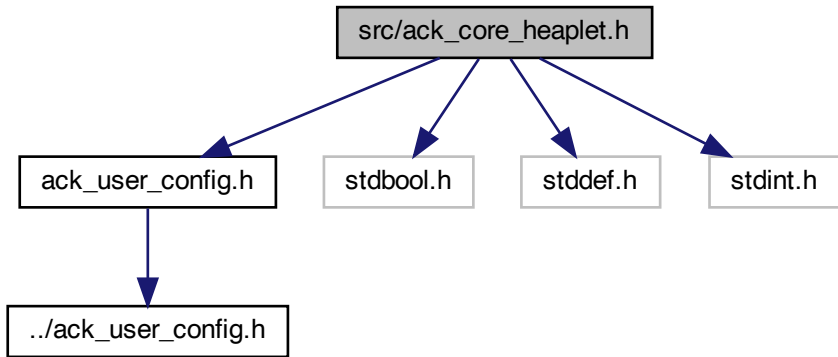 src/ack_core_heaplet.h
ack_user_config.h
stdbool.h
stddef.h
stdint.h
../ack_user_config.h